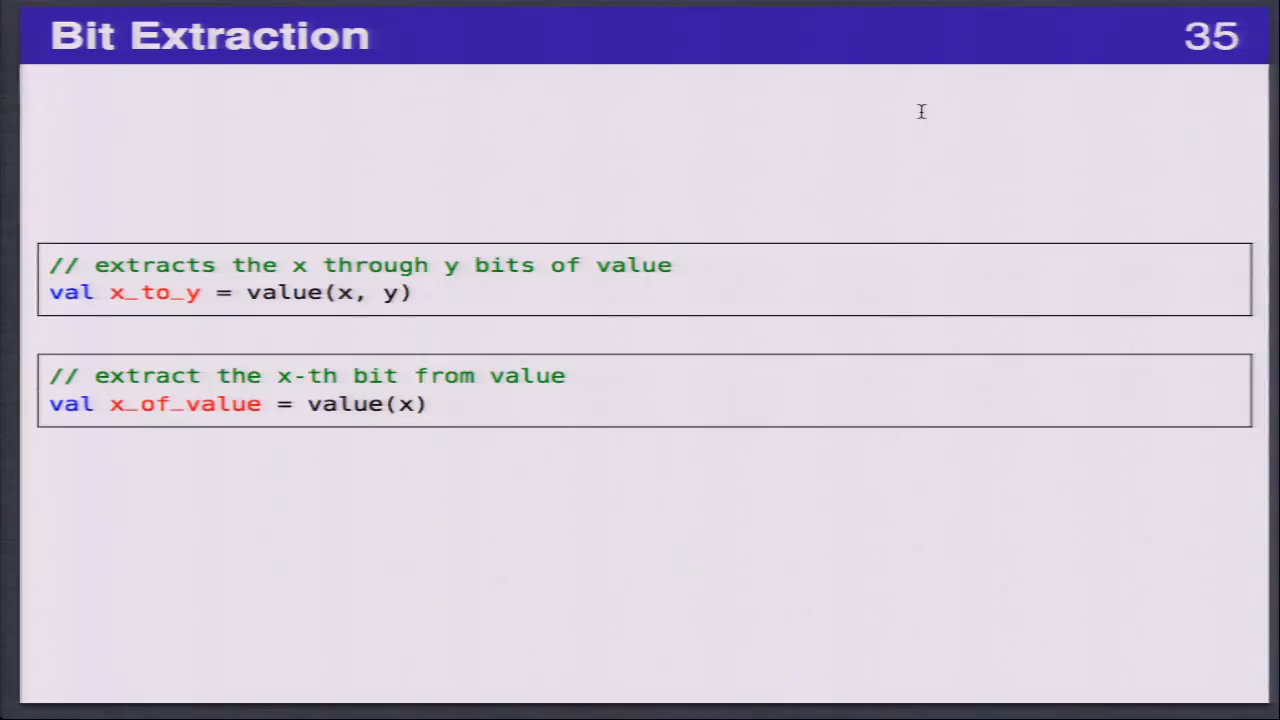 Bit Extraction
35
// extracts the x through y bits of value
val x_to_y = value(x, y)
// extract the x-th bit from value
val x_of_value = value(x)